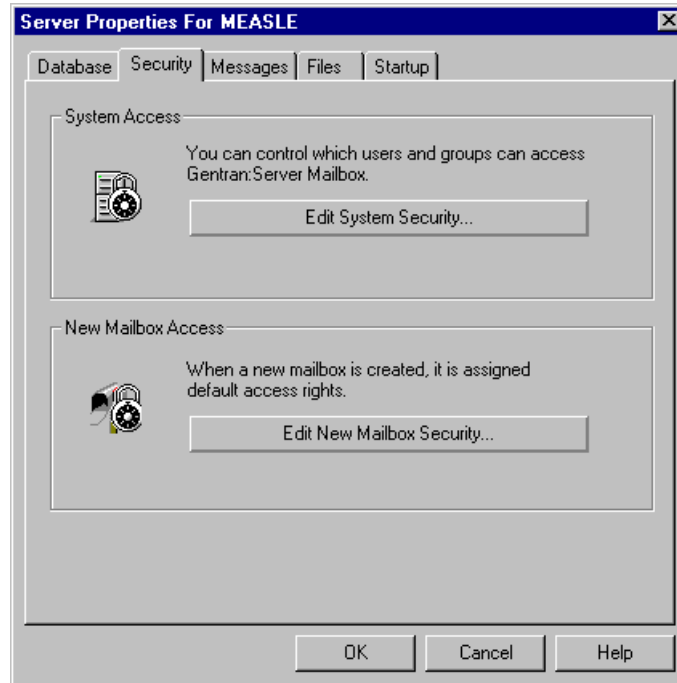 Server Properties For MEASLE
Database Security Messages Files Startup
System Access
You can control which users and groups can access
Gentran:Server Mailbox.
Edit System Security...
New Mailbox Access
When a new mailbox is created, it is assigned
default access rights.
Edit New Mailbox Security...
OK Cancel Help